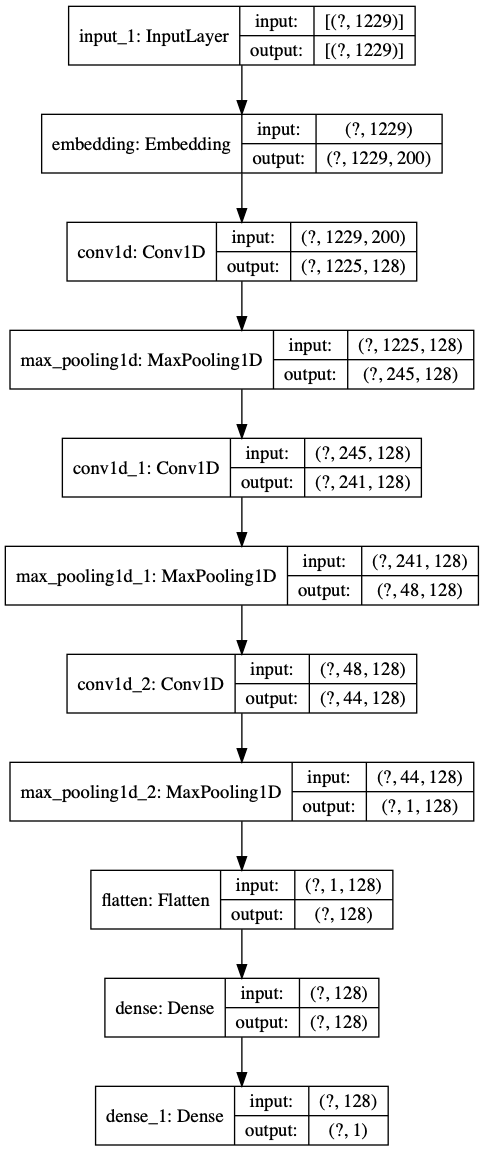 input_1: InputLayer
input: [(?, 1229)]
output: [(?, 1229)]
embedding: Embedding
input: (?, 1229)
output: (?, 1229, 200)
conv1d: Conv1D
input: (?, 1229, 200)
output: (?, 1225, 128)
max_pooling1d: MaxPooling1D
input: (?, 1225, 128)
output: (?, 245, 128)
conv1d_1: Conv1D
input: (?, 245, 128)
output: (?, 241, 128)
max_pooling1d_1: MaxPooling1D
input: (?, 241, 128)
output: (?, 48, 128)
conv1d_2: Conv1D
input: (?, 48, 128)
output: (?, 44, 128)
max_pooling1d_2: MaxPooling1D
input: (?, 44, 128)
output: (?, 1, 128)
flatten: Flatten
input: (?, 1, 128)
output: (?, 128)
dense: Dense
input: (?, 128)
output: (?, 128)
dense_1: Dense
input: (?, 128)
output: (?, 1)